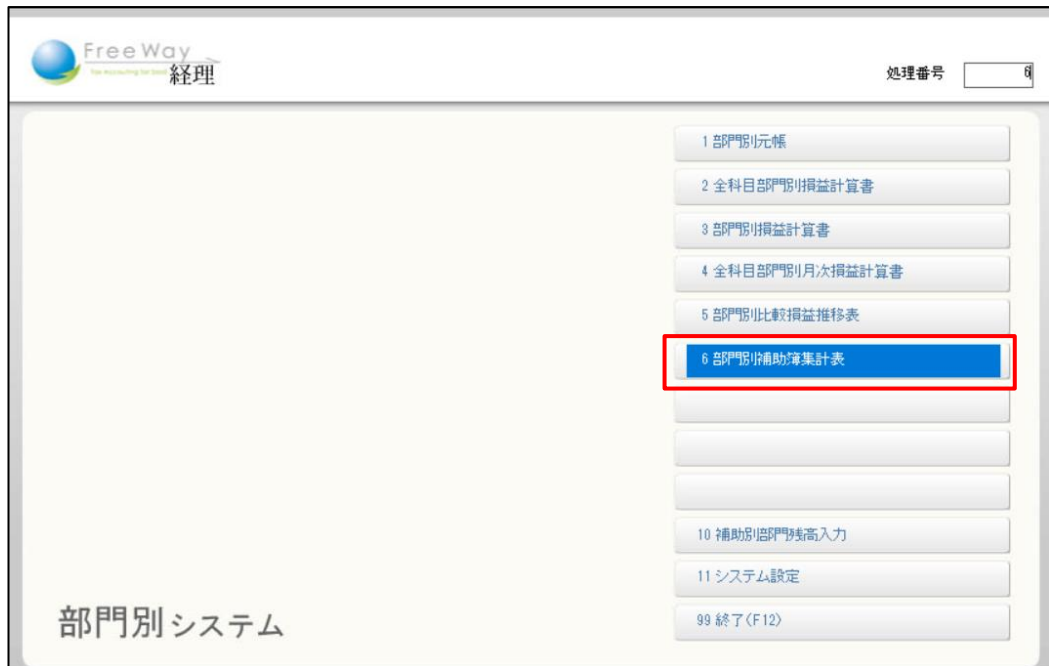 FreeWay
経理
処理番号 6
1 部門別元帳
2 全科目部門別損益計算書
3 部門別損益計算書
4 全科目部門別月次損益計算書
5 部門別比較損益推移表
6 部門別補助簿集計表
10 補助別部門残高入力
11 システム設定
99 終了(F12)
部門別システム